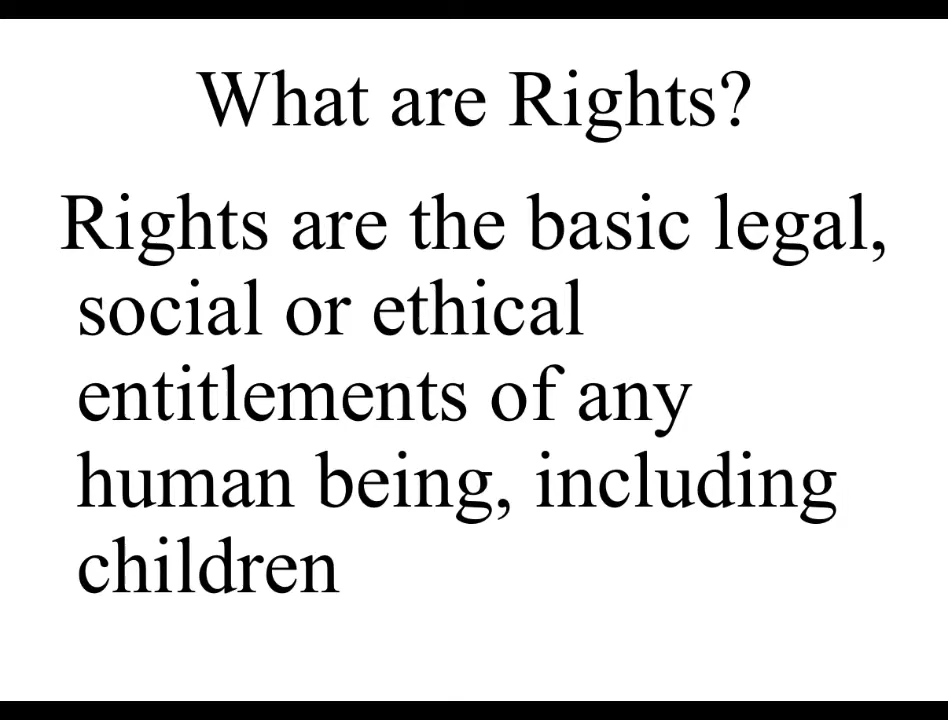 What are Rights?
Rights are the basic legal,
social or ethical
entitlements of any
human being, including
children